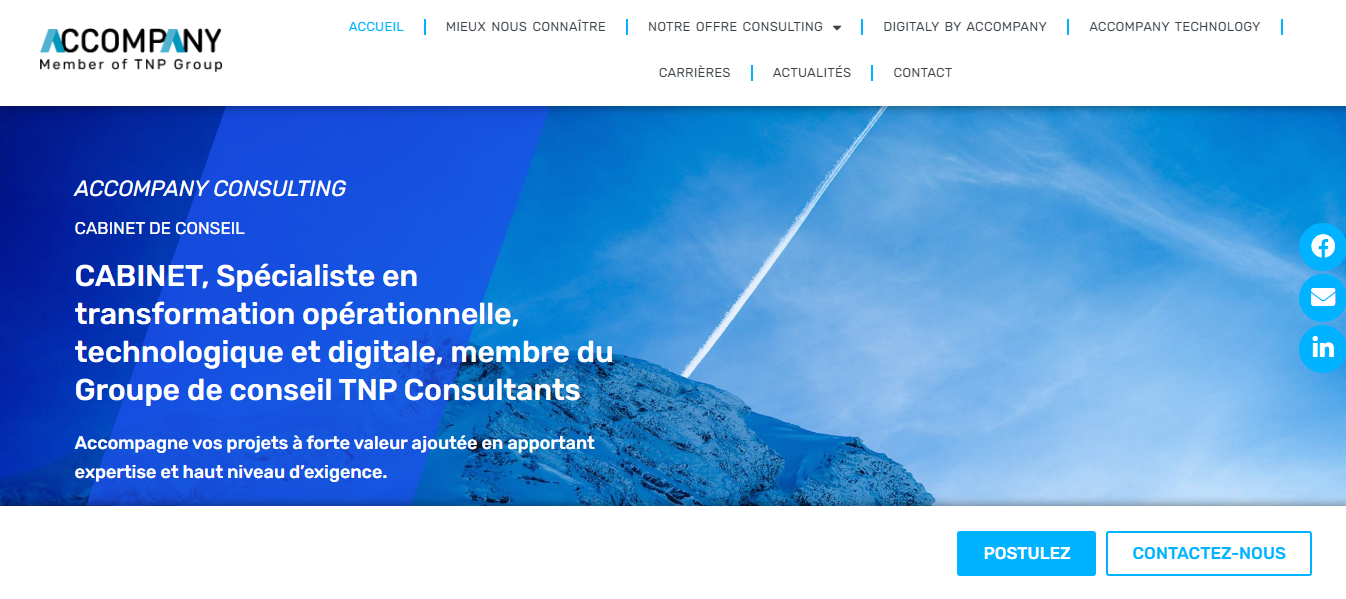 ACCOMPANY
Member of TNP Group
ACCUEIL
MIEUX NOUS CONNAÎTRE
NOTRE OFFRE CONSULTING
DIGITALY BY ACCOMPANY
ACCOMPANY TECHNOLOGY
CARRIÈRES
ACTUALITÉS
CONTACT
ACCOMPANY CONSULTING
CABINET DE CONSEIL
CABINET, Spécialiste en
transformation opérationnelle,
technologique et digitale, membre du
Groupe de conseil TNP Consultants
Accompagne vos projets à forte valeur ajoutée en apportant
expertise et haut niveau d'exigence.
POSTULEZ
CONTACTEZ-NOUS